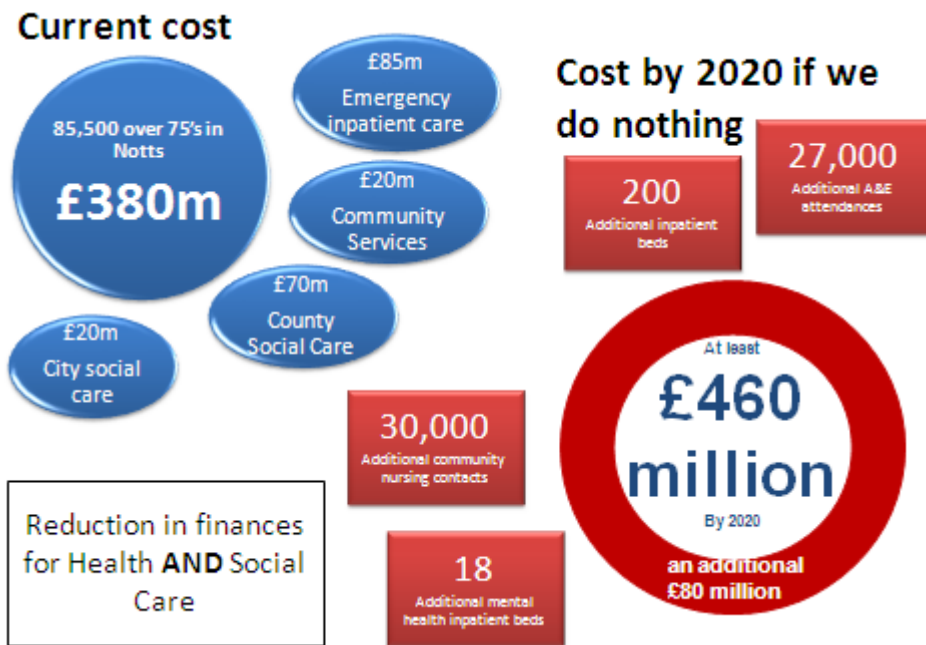 Current cost
85,500 over 75's in
Notts
£380m
£85m
Emergency
inpatient care
£20m
Community
Services
£70m
County
Social Care
£20m
City social
care
Reduction in finances
for Health AND Social
Care
Cost by 2020 if we
do nothing
200
Additional inpatient
beds
27,000
Additional A&E
attendances
30,000
Additional community
nursing contacts
18
Additional mental
health inpatient beds
At least
£460
million
By 2020
an additional
£80 million